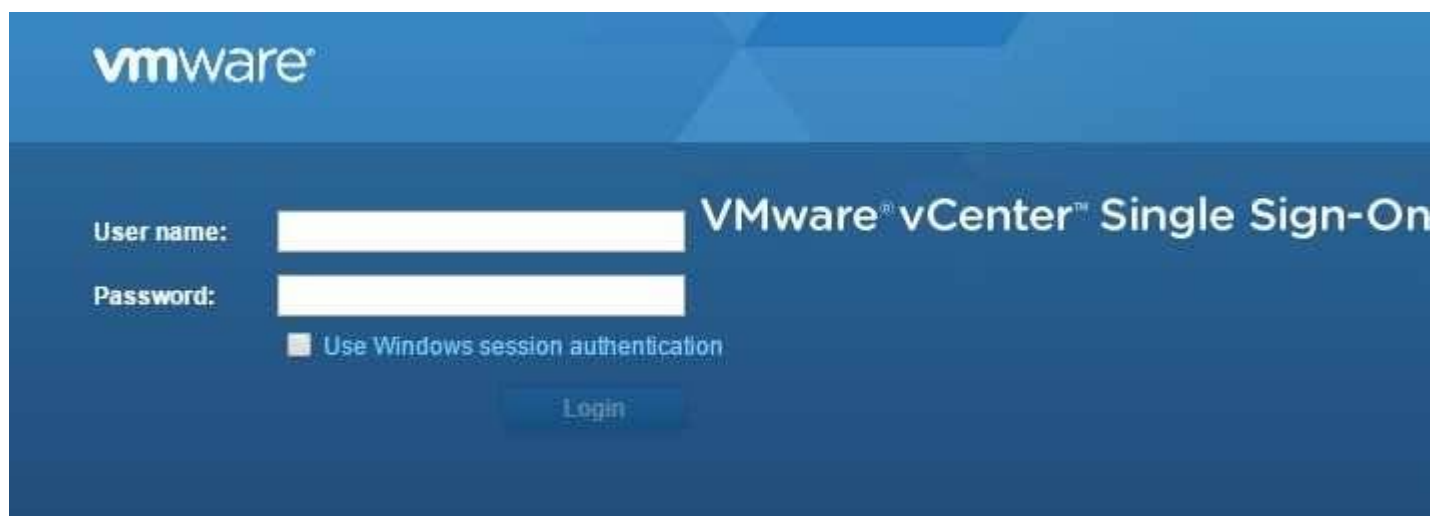 vmware®
VMware® vCenter™ Single Sign-On
User name:
Password:
Use Windows session authentication
Login